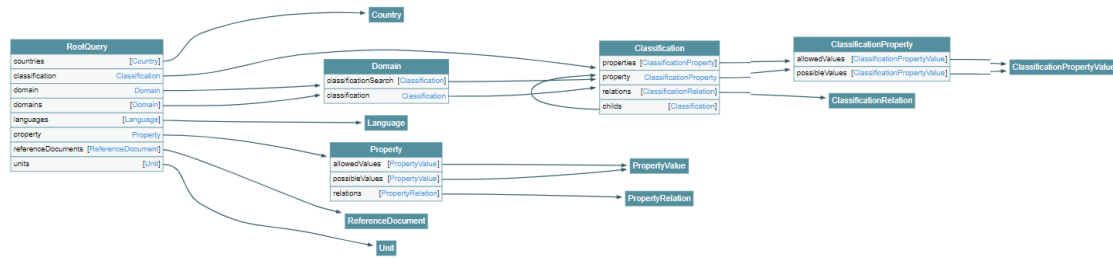 Country
RootQuery
countries [Country]
classification Classification
domain Domain
domains [Domain]
languages [Language]
property Property
referenceDocuments [ReferenceDocument]
units [Unit]
Domain
classificationSearch [Classification]
classification Classification
Language
Property
allowedValues [PropertyValue]
possibleValues [PropertyValue]
relations [PropertyRelation]
ReferenceDocument
Unit
Classification
properties [ClassificationProperty]
property ClassificationProperty
relations [ClassificationRelation]
childs [Classification]
PropertyValue
PropertyRelation
ClassificationProperty
allowedValues [ClassificationPropertyValue]
possibleValues [ClassificationPropertyValue]
ClassificationRelation
ClassificationPropertyValue